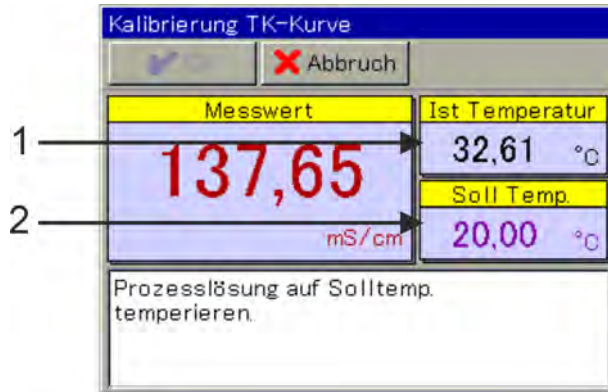 Kalibrierung TK-Kurve
Abbruch
Messwert
137,65
mS/cm
1
Ist Temperatur
32,61 °C
2
Soll Temp.
20,00 °C
Prozesslösung auf Solltemp.
temperieren.